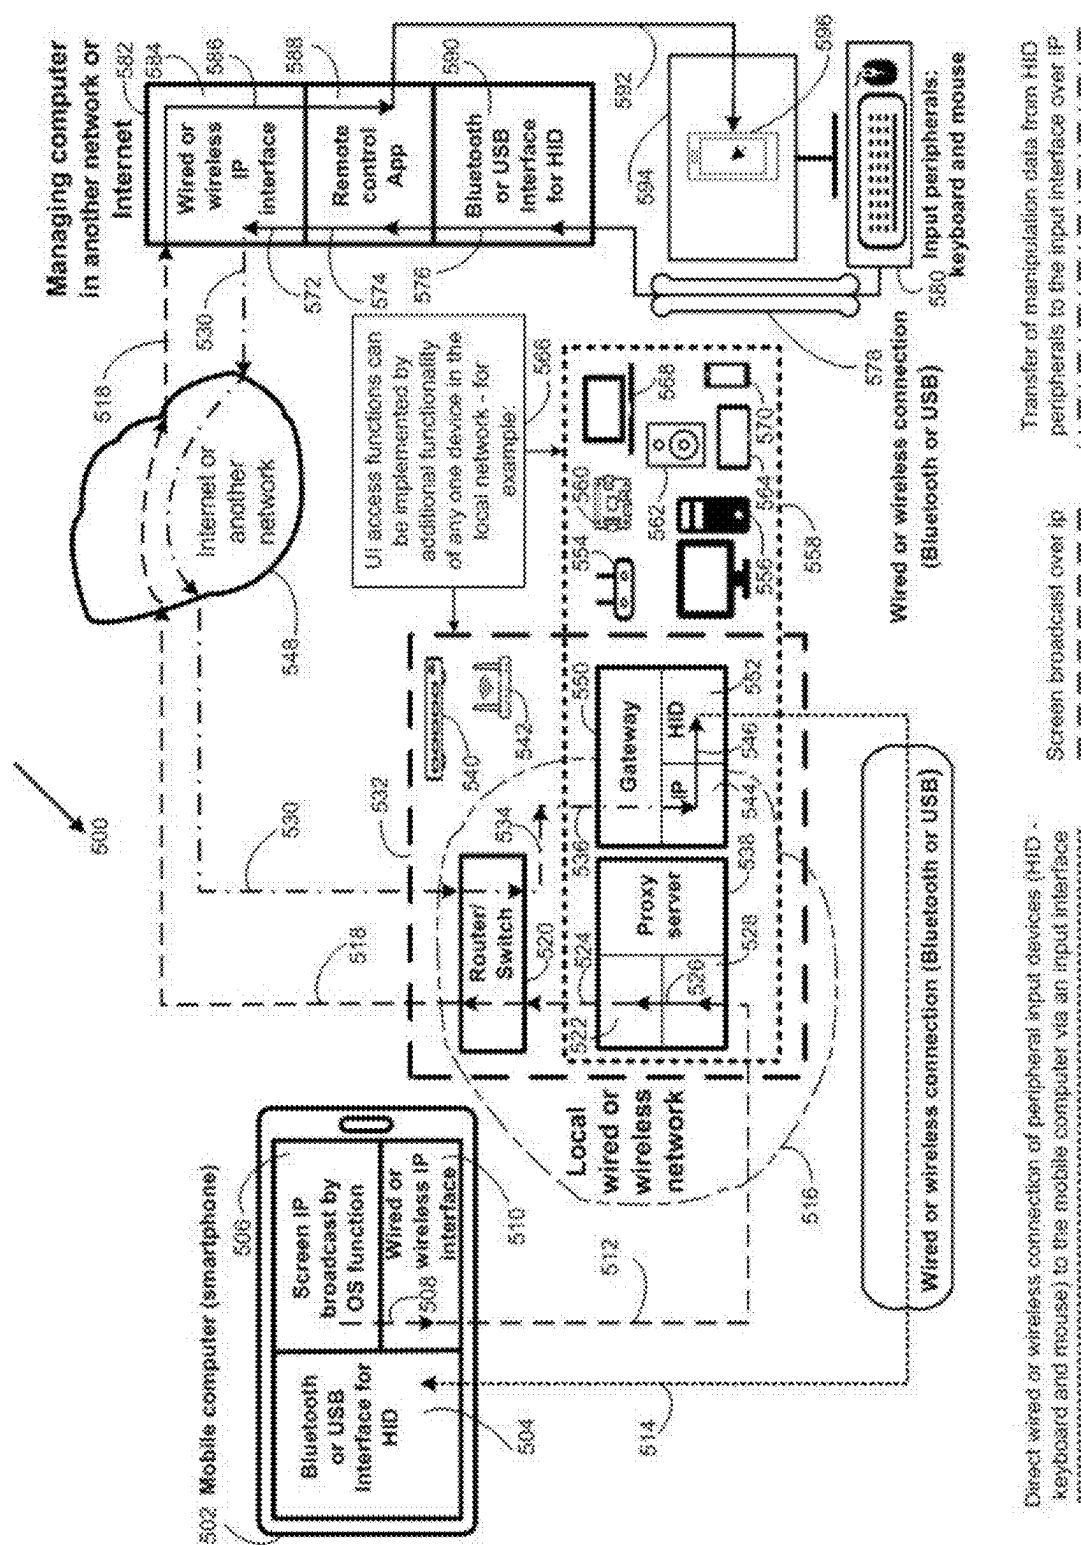 500
502 Mobile computer (smartphone)
506
Screen IP
broadcast by
OS function
508
Wired or
wireless IP
interface
510
Bluetooth
or USB
Interface for
HID
504
512
514
Local
wired or
wireless
network
516
518
530
532
Router/
Switch
520
534
536
540
542
522
524
526
528
Proxy
server
538
Gateway
550
IP
HID
544
546
552
548
Internet or
another
network
518
530
UI access functions can
be implemented by
additional functionality
of any one device in the
local network - for
example:
566
554
556
558
560
562
564
568
570
Managing computer
in another network or
Internet
582
584
586
588
590
Wired or
wireless
IP
interface
Remote
control
App
Bluetooth
or USB
Interface
for HID
572
574
576
578
592
594
596
580
Input peripherals:
keyboard and mouse
Wired or wireless connection
(Bluetooth or USB)
Wired or wireless connection (Bluetooth or USB)
Direct wired or wireless connection of peripheral input devices (HID -
keyboard and mouse) to the mobile computer via an input interface
Screen broadcast over ip
Transfer of manipulation data from HID
peripherals to the input interface over IP